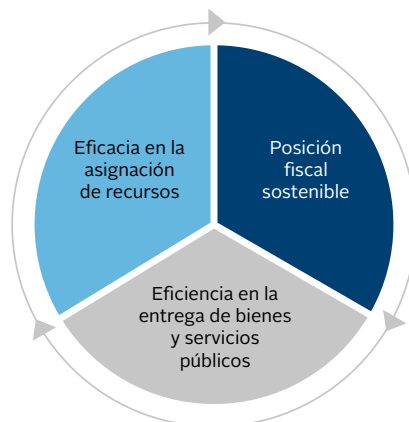 Eficacia en la
asignación
de recursos
Posición
fiscal
sostenible
Eficiencia en la
entrega de bienes
y servicios
públicos